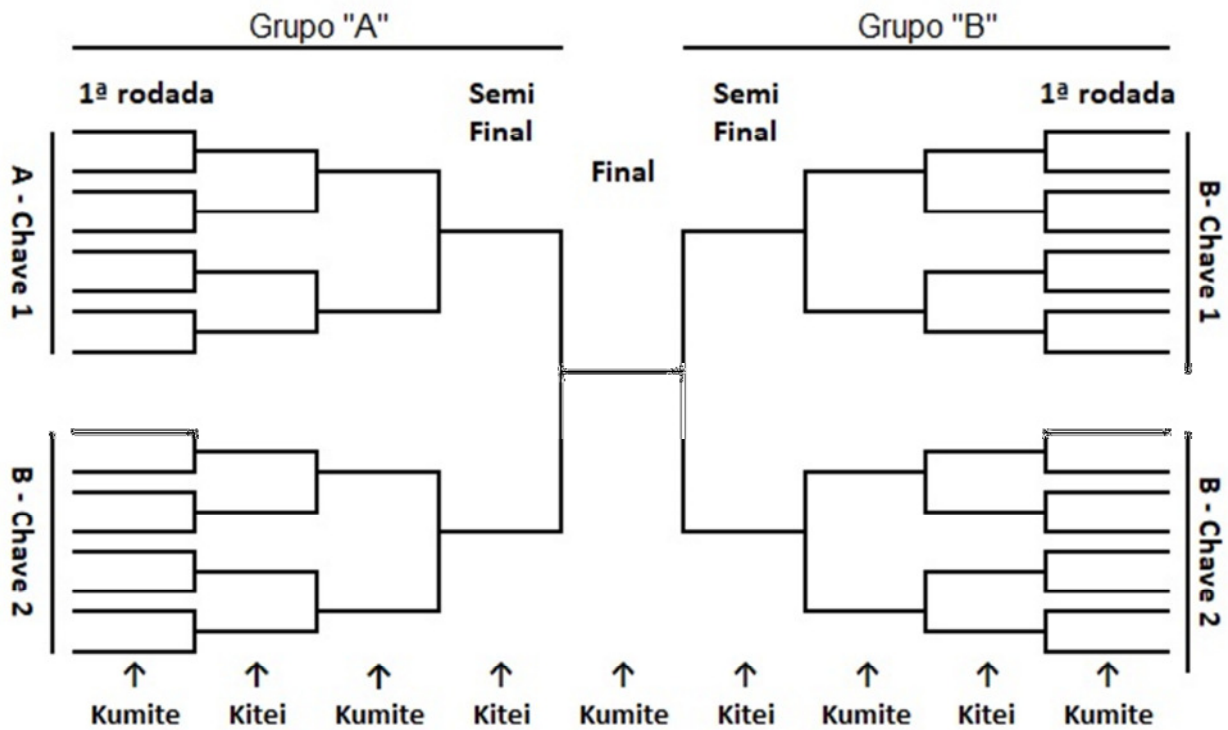 Grupo "A"
Grupo "B"
1ª rodada
Semi
Final
Final
Semi
Final
1ª rodada
A - Chave 1
B- Chave 1
B - Chave 2
B - Chave 2
Kumite
Kitei
Kumite
Kitei
Kumite
Kitei
Kumite
Kitei
Kumite